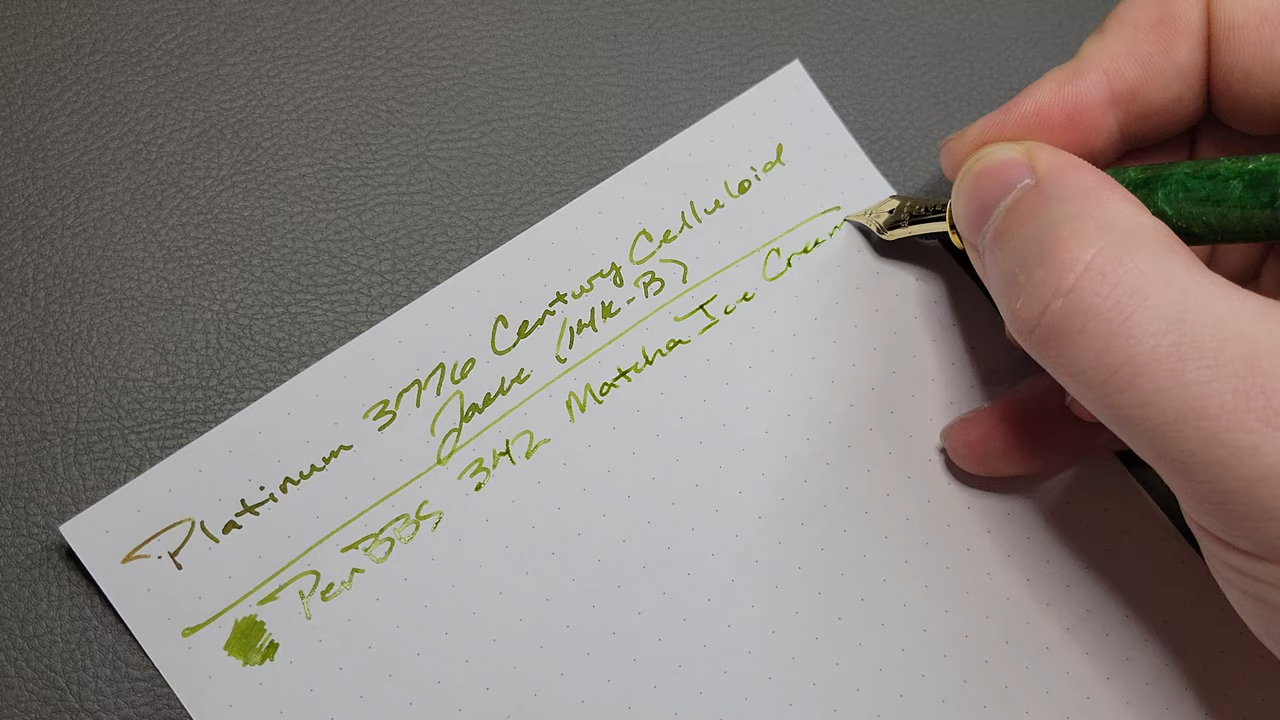 Platinum 3776 Century Celluloid
Jade (14K-B)
PenBBS 342 Matcha Ice Cream